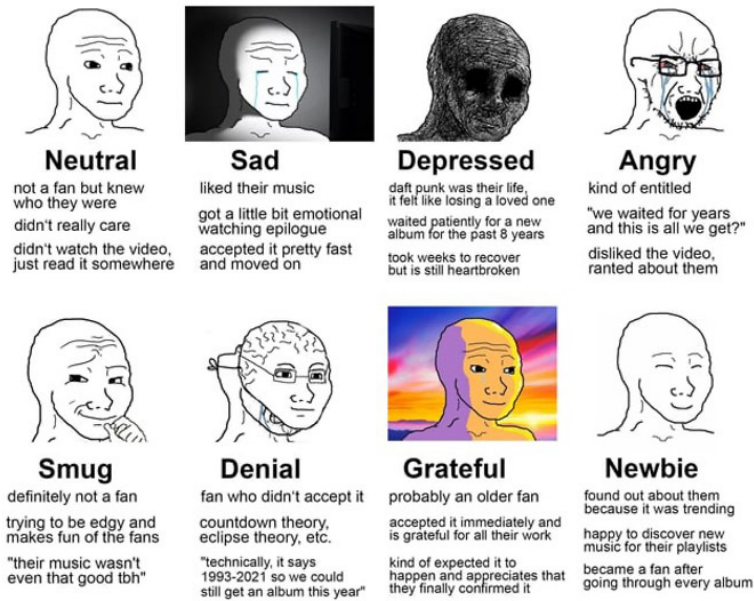 Neutral
not a fan but knew
who they were
didn't really care
didn't watch the video,
just read it somewhere
Sad
liked their music
got a little bit emotional
watching epilogue
accepted it pretty fast
and moved on
Depressed
daft punk was their life,
it felt like losing a loved one
waited patiently for a new
album for the past 8 years
took weeks to recover
but is still heartbroken
Angry
kind of entitled
"we waited for years
and this is all we get?"
disliked the video,
ranted about them
Smug
definitely not a fan
trying to be edgy and
makes fun of the fans
"their music wasn't
even that good tbh"
Denial
fan who didn't accept it
countdown theory,
eclipse theory, etc.
"technically, it says
1993-2021 so we could
still get an album this year"
Grateful
probably an older fan
accepted it immediately and
is grateful for all their work
kind of expected it to
happen and appreciates that
they finally confirmed it
Newbie
found out about them
because it was trending
happy to discover new
music for their playlists
became a fan after
going through every album